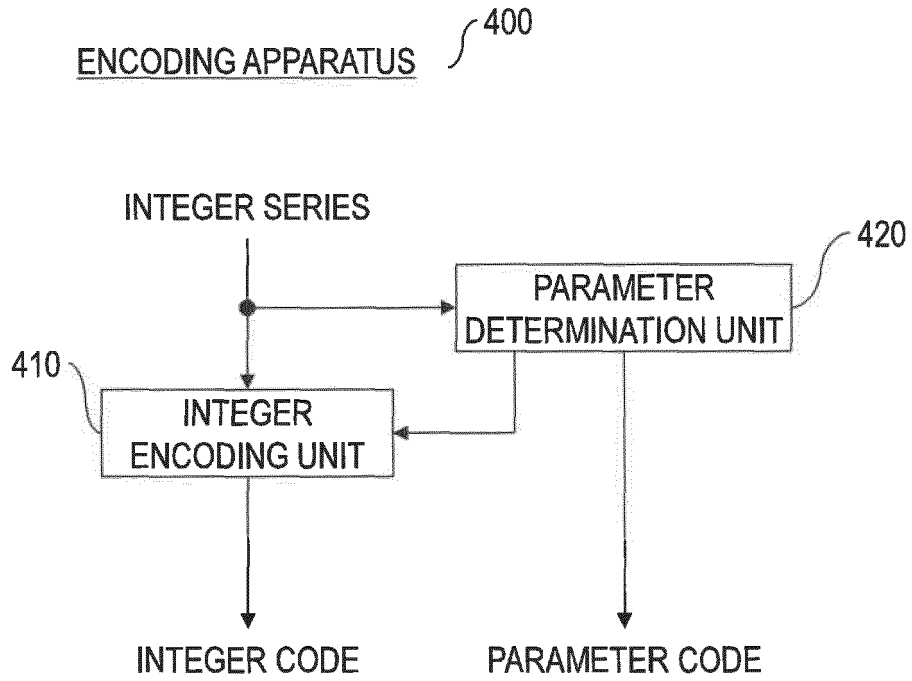 400
ENCODING APPARATUS
INTEGER SERIES
420
PARAMETER
DETERMINATION UNIT
410
INTEGER
ENCODING UNIT
INTEGER CODE
PARAMETER CODE